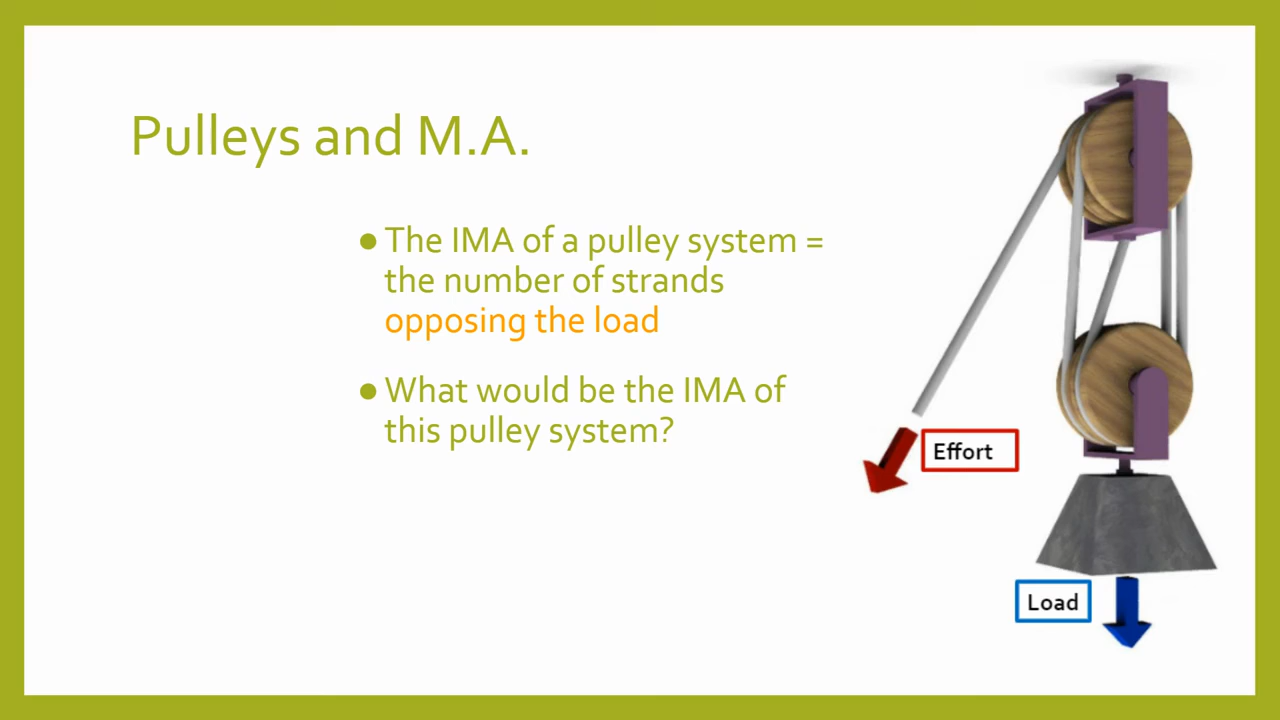 Pulleys and M.A.
●The IMA of a pulley system =
the number of strands
opposing the load
●What would be the IMA of
this pulley system?
Effort
Load